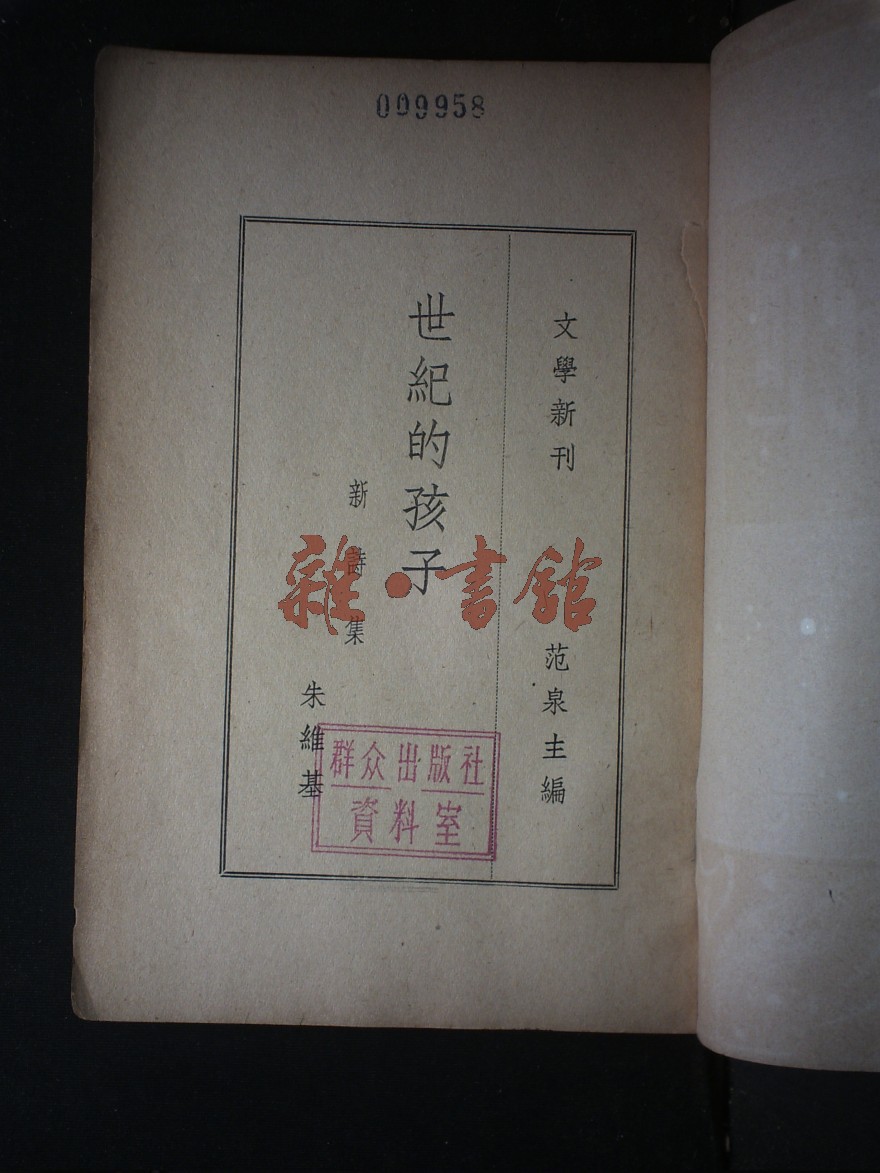 009958
文學新刊
范泉主編
世紀的孩子
新詩集
朱維基
雜·書館
群众出版社
資料室